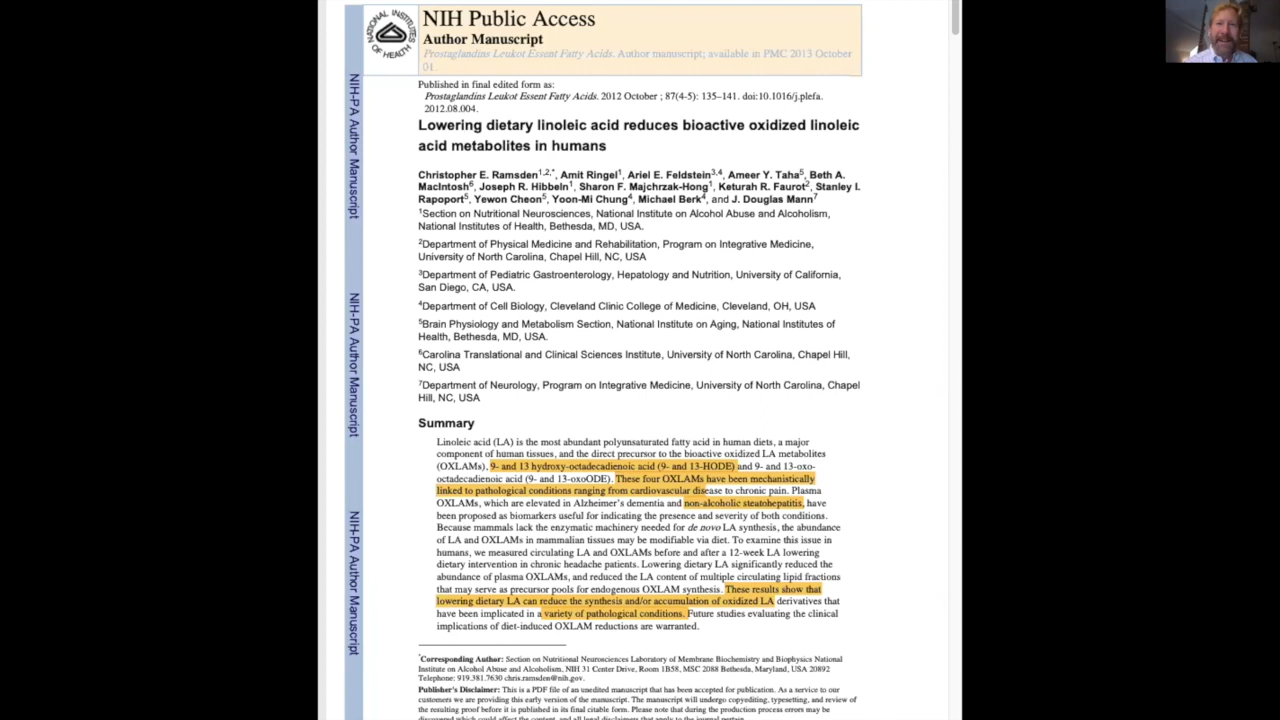 NIH Public Access
Author Manuscript
Prostaglandins Leukot Essent Fatty Acids. Author manuscript; available in PMC 2013 October
01.
NATIONAL INSTITUTES OF HEALTH
NIH-PA Author Manuscript
NIH-PA Author Manuscript
NIH-PA Author Manuscript
Published in final edited form as:
Prostaglandins Leukot Essent Fatty Acids. 2012 October ; 87(4-5): 135–141. doi:10.1016/j.plefa.
2012.08.004.
Lowering dietary linoleic acid reduces bioactive oxidized linoleic
acid metabolites in humans
Christopher E. Ramsden1,2,*, Amit Ringel1, Ariel E. Feldstein3,4, Ameer Y. Taha5, Beth A.
MacIntosh6, Joseph R. Hibbeln1, Sharon F. Majchrzak-Hong1, Keturah R. Faurot2, Stanley I.
Rapoport5, Yewon Cheon5, Yoon-Mi Chung4, Michael Berk4, and J. Douglas Mann7
1Section on Nutritional Neurosciences, National Institute on Alcohol Abuse and Alcoholism,
National Institutes of Health, Bethesda, MD, USA.
2Department of Physical Medicine and Rehabilitation, Program on Integrative Medicine,
University of North Carolina, Chapel Hill, NC, USA
3Department of Pediatric Gastroenterology, Hepatology and Nutrition, University of California,
San Diego, CA, USA.
4Department of Cell Biology, Cleveland Clinic College of Medicine, Cleveland, OH, USA
5Brain Physiology and Metabolism Section, National Institute on Aging, National Institutes of
Health, Bethesda, MD, USA.
6Carolina Translational and Clinical Sciences Institute, University of North Carolina, Chapel Hill,
NC, USA
7Department of Neurology, Program on Integrative Medicine, University of North Carolina, Chapel
Hill, NC, USA
Summary
Linoleic acid (LA) is the most abundant polyunsaturated fatty acid in human diets, a major
component of human tissues, and the direct precursor to the bioactive oxidized LA metabolites
(OXLAMs), 9- and 13 hydroxy-octadecadienoic acid (9- and 13-HODE) and 9- and 13-oxo-
octadecadienoic acid (9- and 13-oxoODE). These four OXLAMs have been mechanistically
linked to pathological conditions ranging from cardiovascular disease to chronic pain. Plasma
OXLAMs, which are elevated in Alzheimer's dementia and non-alcoholic steatohepatitis, have
been proposed as biomarkers useful for indicating the presence and severity of both conditions.
Because mammals lack the enzymatic machinery needed for de novo LA synthesis, the abundance
of LA and OXLAMs in mammalian tissues may be modifiable via diet. To examine this issue in
humans, we measured circulating LA and OXLAMs before and after a 12-week LA lowering
dietary intervention in chronic headache patients. Lowering dietary LA significantly reduced the
abundance of plasma OXLAMs, and reduced the LA content of multiple circulating lipid fractions
that may serve as precursor pools for endogenous OXLAM synthesis. These results show that
lowering dietary LA can reduce the synthesis and/or accumulation of oxidized LA derivatives that
have been implicated in a variety of pathological conditions. Future studies evaluating the clinical
implications of diet-induced OXLAM reductions are warranted.
*Corresponding Author: Section on Nutritional Neurosciences Laboratory of Membrane Biochemistry and Biophysics National
Institute on Alcohol Abuse and Alcoholism, NIH 31 Center Drive, Room 1B58, MSC 2088 Bethesda, Maryland, USA 20892
Telephone: 919.381.7630 chris.ramsden@nih.gov.
Publisher's Disclaimer: This is a PDF file of an unedited manuscript that has been accepted for publication. As a service to our
customers we are providing this early version of the manuscript. The manuscript will undergo copyediting, typesetting, and review of
the resulting proof before it is published in its final citable form. Please note that during the production process errors may be
discovered which could affect the content, and all legal disclaimers that apply to the journal pertain.